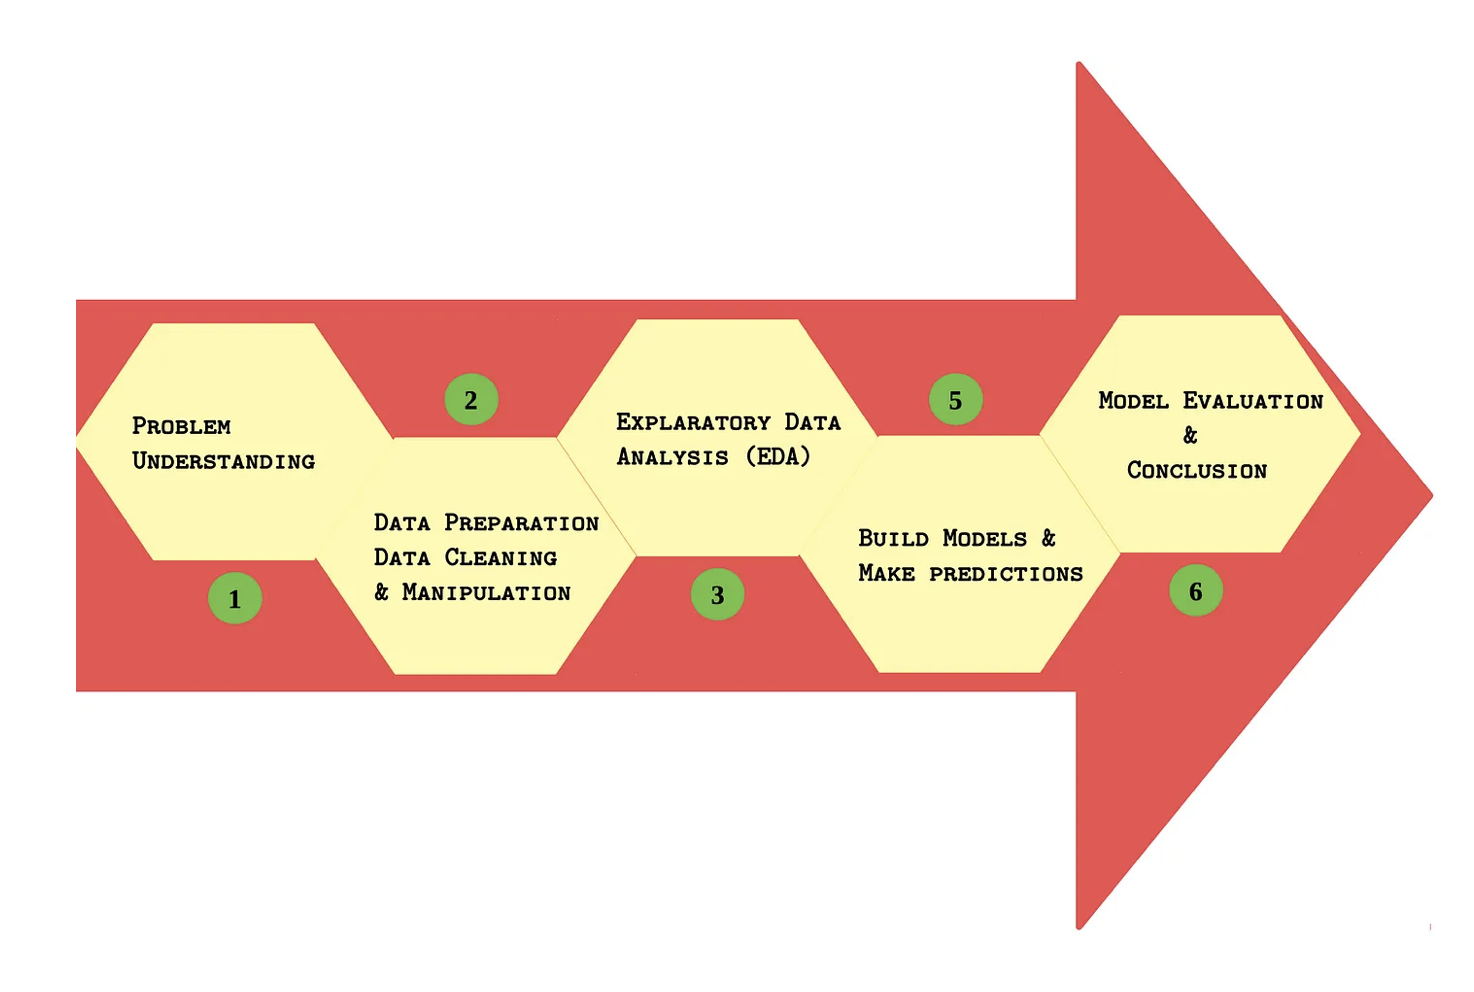 Problem
Understanding
1
2
Data Preparation
Data Cleaning
& Manipulation
Explaratory Data
Analysis (EDA)
3
5
Build Models &
Make predictions
Model Evaluation
&
Conclusion
6